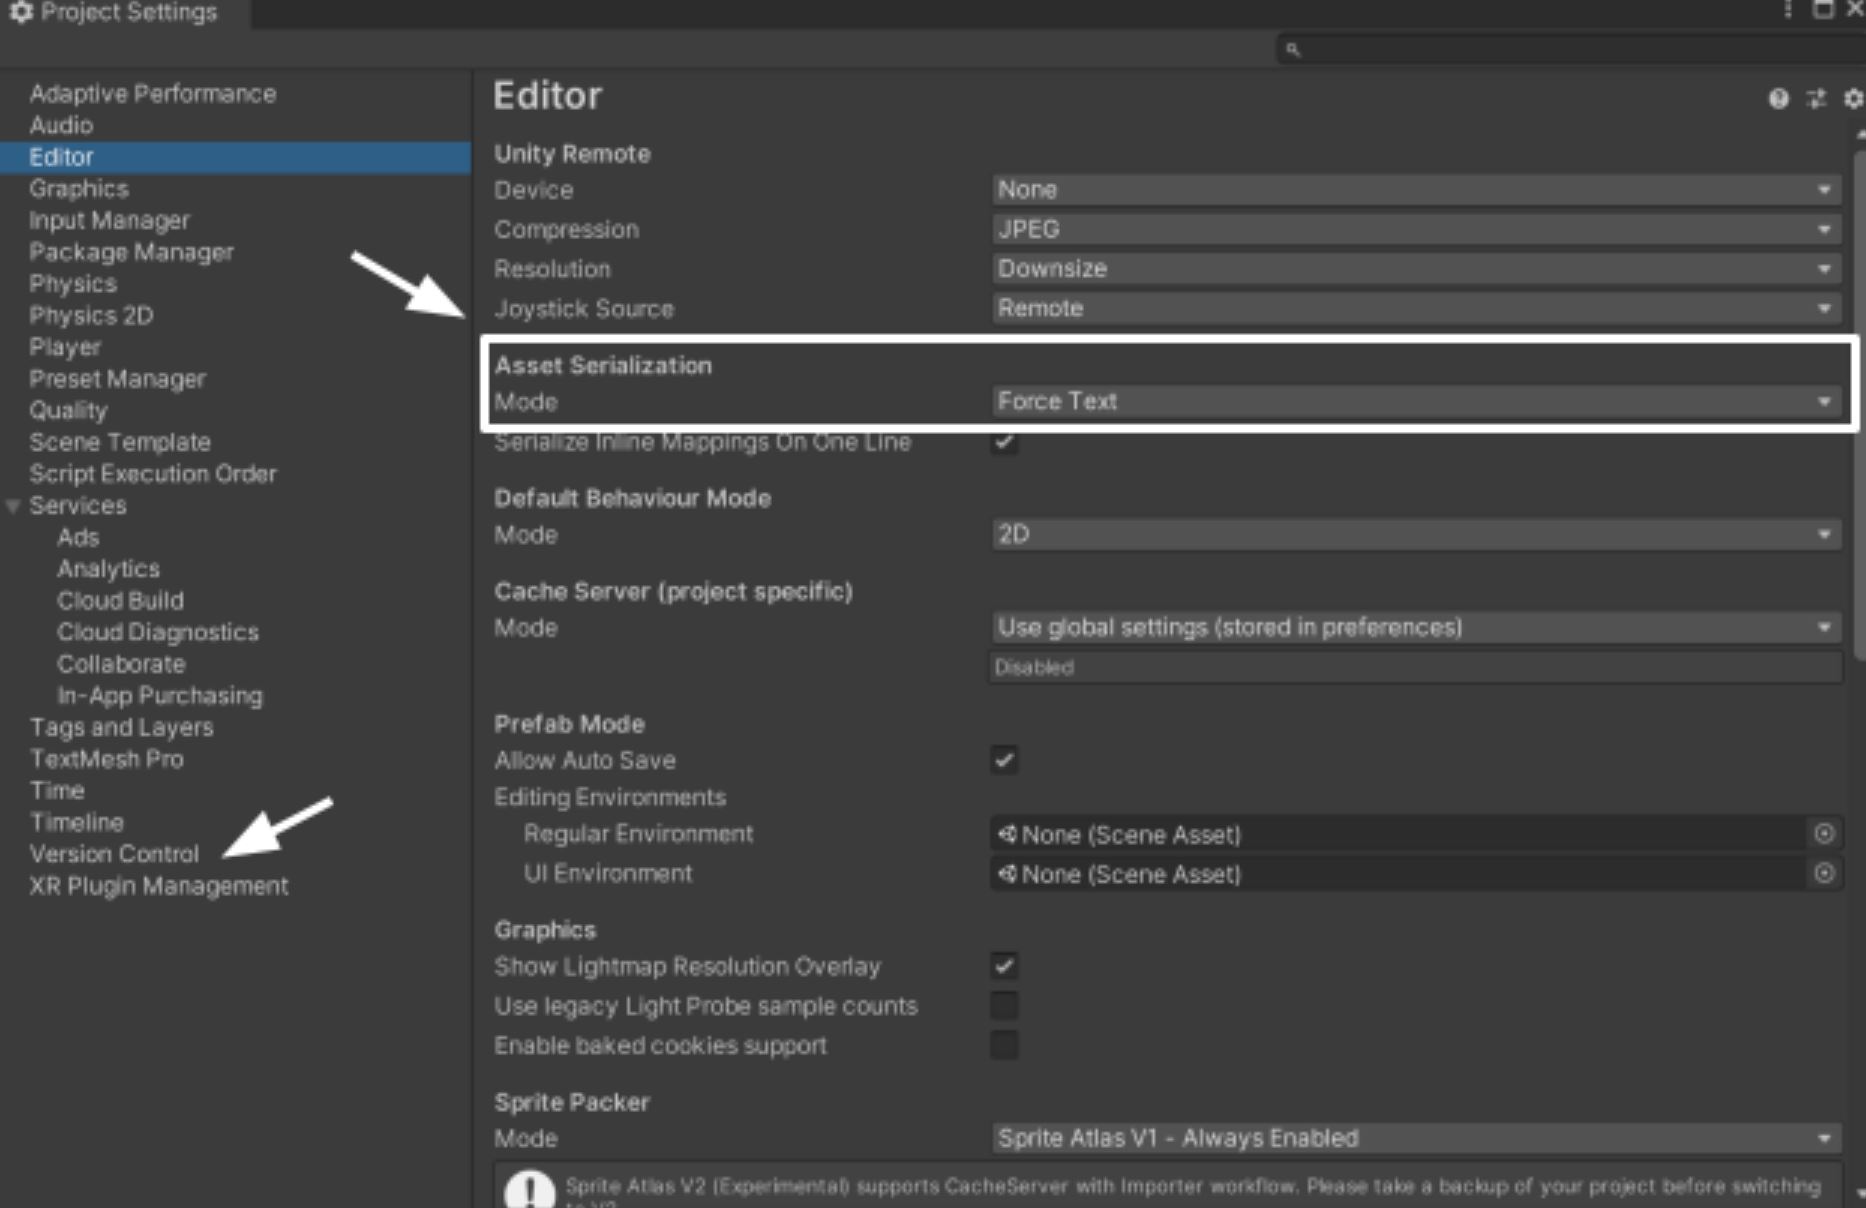 Project Settings
Adaptive Performance
Audio
Editor
Graphics
Input Manager
Package Manager
Physics
Physics 2D
Player
Preset Manager
Quality
Scene Template
Script Execution Order
Services
Ads
Analytics
Cloud Build
Cloud Diagnostics
Collaborate
In-App Purchasing
Tags and Layers
TextMesh Pro
Time
Timeline
Version Control
XR Plugin Management
Editor
Unity Remote
Device None
Compression JPEG
Resolution Downsize
Joystick Source Remote
Asset Serialization
Mode Force Text
Serialize Inline Mappings On One Line
Default Behaviour Mode
Mode 2D
Cache Server (project specific)
Mode Use global settings (stored in preferences)
Disabled
Prefab Mode
Allow Auto Save
Editing Environments
Regular Environment None (Scene Asset)
UI Environment None (Scene Asset)
Graphics
Show Lightmap Resolution Overlay
Use legacy Light Probe sample counts
Enable baked cookies support
Sprite Packer
Mode Sprite Atlas V1 - Always Enabled
Sprite Atlas V2 (Experimental) supports CacheServer with Importer workflow. Please take a backup of your project before switching